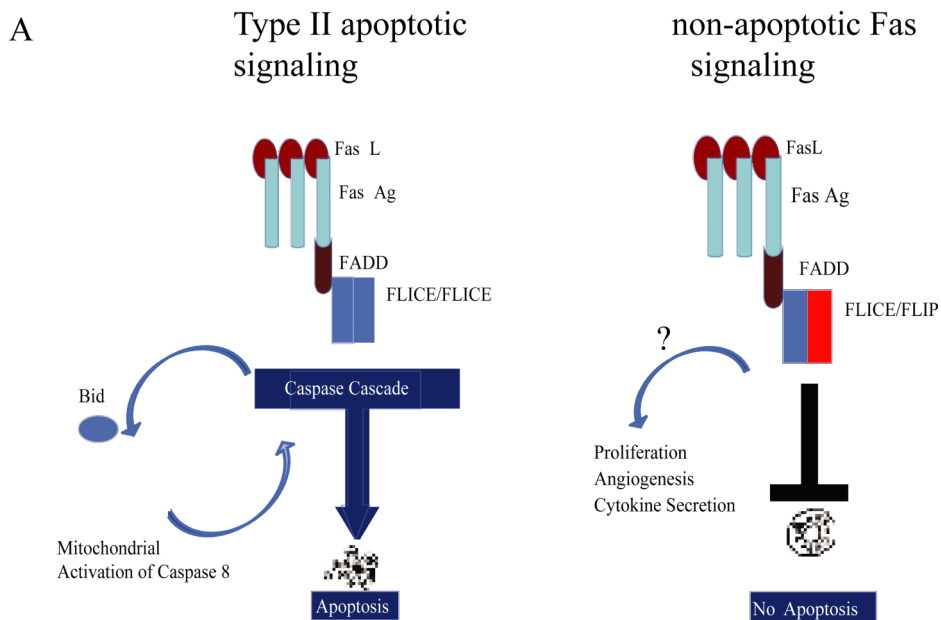 A
Type II apoptotic
signaling
Fas L
Fas Ag
FADD
FLICE/FLICE
Caspase Cascade
Bid
Mitochondrial
Activation of Caspase 8
Apoptosis
non-apoptotic Fas
signaling
FasL
Fas Ag
FADD
FLICE/FLIP
?
Proliferation
Angiogenesis
Cytokine Secretion
No Apoptosis